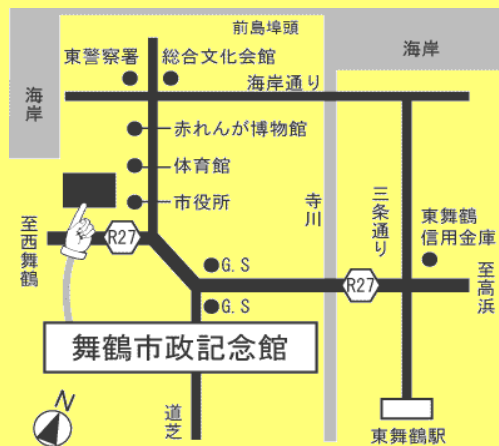 前島埠頭
東警察署
総合文化会館
海岸
海岸
海岸通り
赤れんが博物館
体育館
市役所
寺川
三条通り
東舞鶴
信用金庫
至西舞鶴
R27
G.S
R27
至高浜
G.S
舞鶴市政記念館
道芝
N
東舞鶴駅